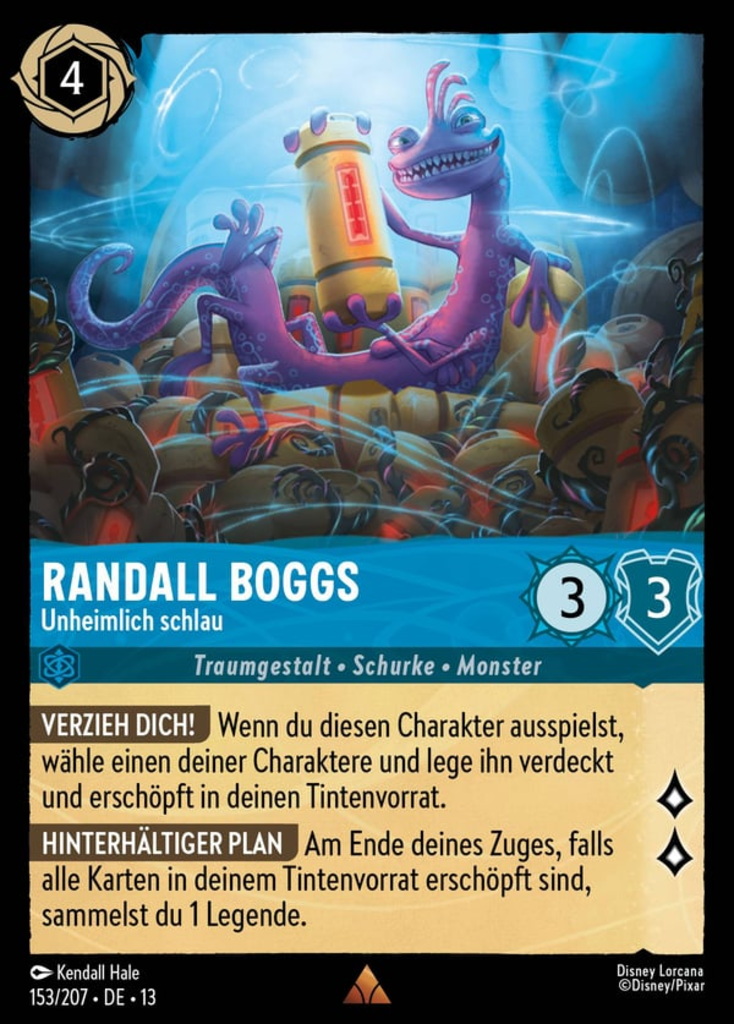 4
RANDALL BOGGS
Unheimlich schlau
3
3
Traumgestalt • Schurke • Monster
VERZIEH DICH! Wenn du diesen Charakter ausspielst,
wähle einen deiner Charaktere und lege ihn verdeckt
und erschöpft in deinen Tintenvorrat.
HINTERHÄLTIGER PLAN Am Ende deines Zuges, falls
alle Karten in deinem Tintenvorrat erschöpft sind,
sammelst du 1 Legende.
Kendall Hale
153/207 • DE • 13
Disney Lorcana
©Disney/Pixar